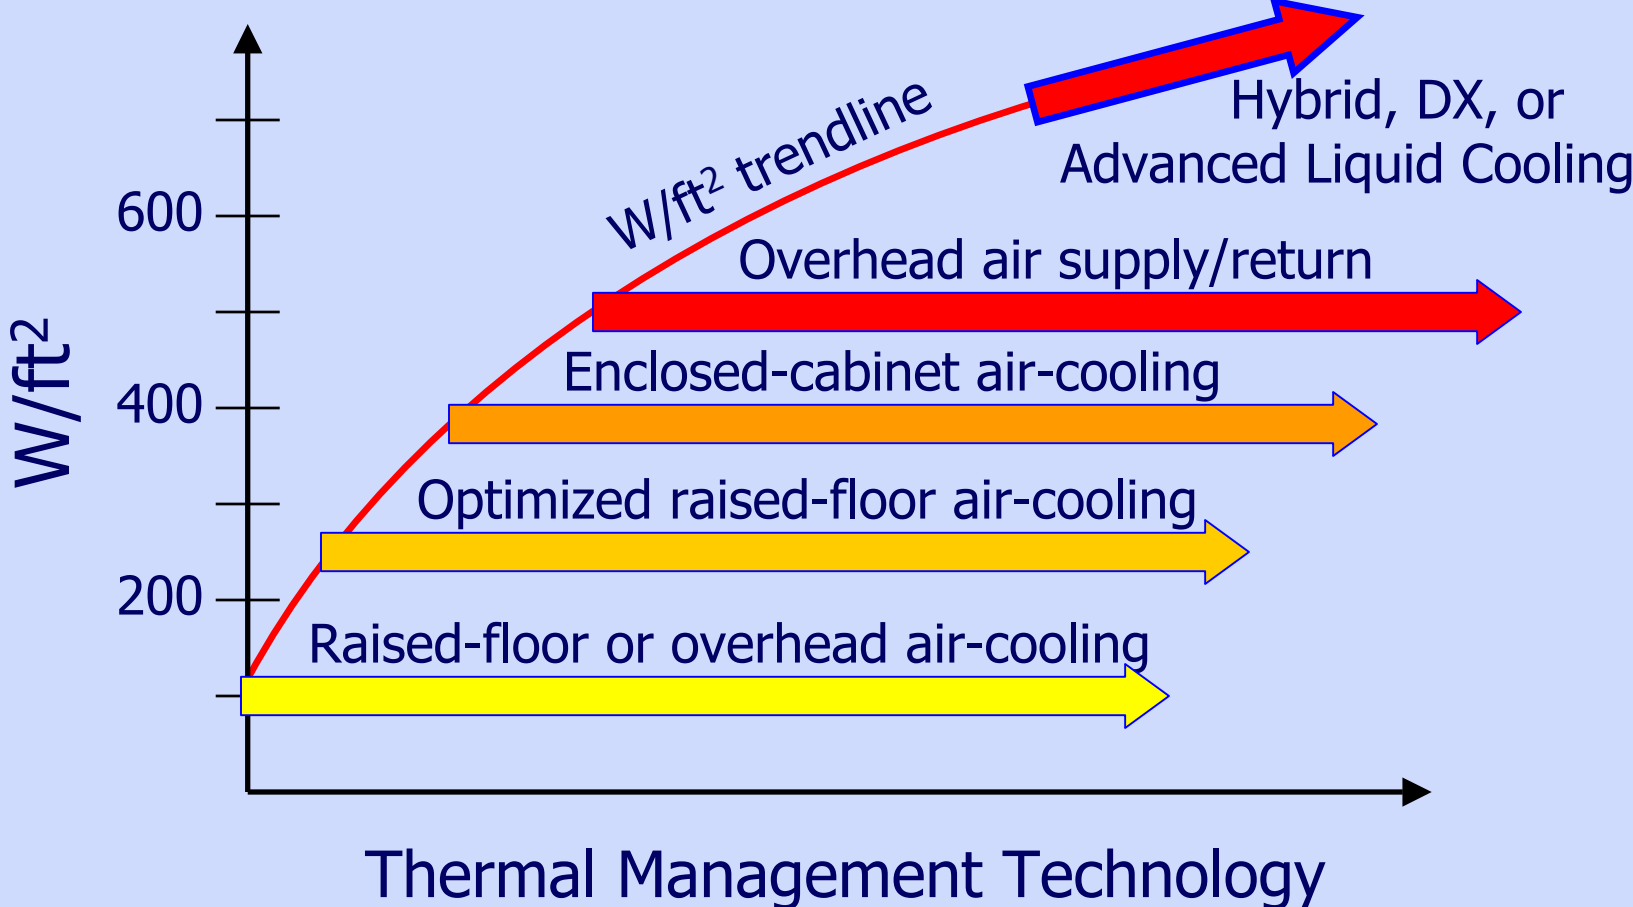 W/ft² trendline
Hybrid, DX, or
Advanced Liquid Cooling
600
Overhead air supply/return
W/ft²
Enclosed-cabinet air-cooling
400
Optimized raised-floor air-cooling
200
Raised-floor or overhead air-cooling
Thermal Management Technology